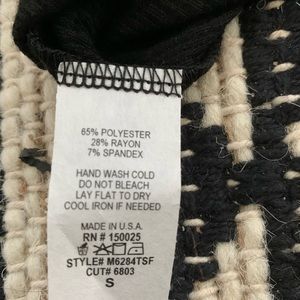 65% POLYESTER
28% RAYON
7% SPANDEX
HAND WASH COLD
DO NOT BLEACH
LAY FLAT TO DRY
COOL IRON IF NEEDED
MADE IN U.S.A.
RN # 150025
STYLE# M6284TSF
CUT# 6803
S